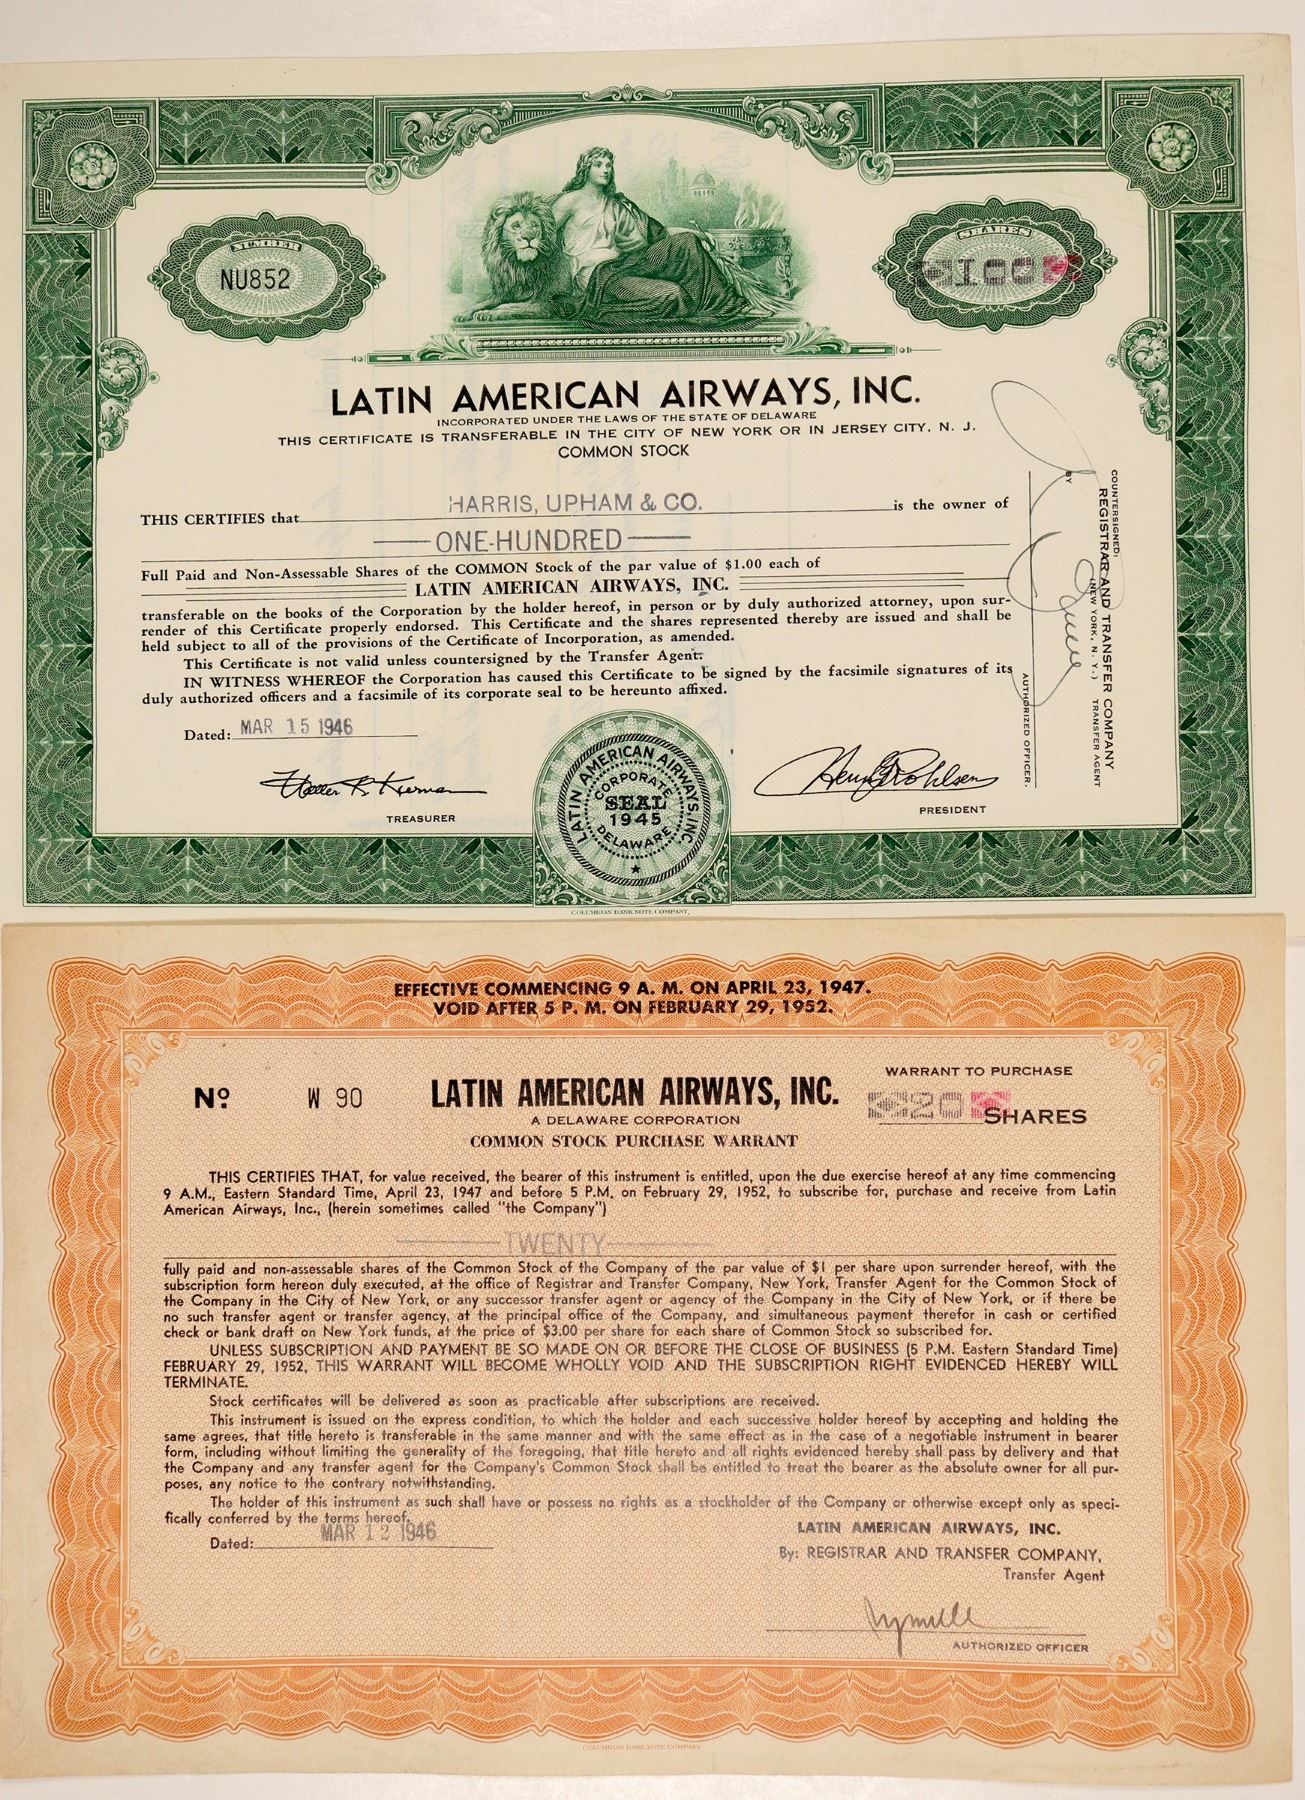 NUMBER
NU852
SHARES
100
LATIN AMERICAN AIRWAYS, INC.
INCORPORATED UNDER THE LAWS OF THE STATE OF DELAWARE
THIS CERTIFICATE IS TRANSFERABLE IN THE CITY OF NEW YORK OR IN JERSEY CITY, N. J.
COMMON STOCK
THIS CERTIFIES that HARRIS, UPHAM & CO. is the owner of
ONE-HUNDRED
Full Paid and Non-Assessable Shares of the COMMON Stock of the par value of $1.00 each of
LATIN AMERICAN AIRWAYS, INC.
transferable on the books of the Corporation by the holder hereof, in person or by duly authorized attorney, upon sur-
render of this Certificate properly endorsed. This Certificate and the shares represented thereby are issued and shall be
held subject to all of the provisions of the Certificate of Incorporation, as amended.
This Certificate is not valid unless countersigned by the Transfer Agent.
IN WITNESS WHEREOF the Corporation has caused this Certificate to be signed by the facsimile signatures of its
duly authorized officers and a facsimile of its corporate seal to be hereunto affixed.
Dated: MAR 15 1946
TREASURER
LATIN AMERICAN AIRWAYS, INC.
CORPORATE
SEAL
1945
DELAWARE
PRESIDENT
COUNTERSIGNED:
REGISTRAR AND TRANSFER COMPANY
(NEW YORK, N. Y.) TRANSFER AGENT
BY
AUTHORIZED OFFICER.
COLUMBIAN BANK NOTE COMPANY
EFFECTIVE COMMENCING 9 A. M. ON APRIL 23, 1947.
VOID AFTER 5 P. M. ON FEBRUARY 29, 1952.
No W 90
LATIN AMERICAN AIRWAYS, INC.
A DELAWARE CORPORATION
COMMON STOCK PURCHASE WARRANT
WARRANT TO PURCHASE
20 SHARES
THIS CERTIFIES THAT, for value received, the bearer of this instrument is entitled, upon the due exercise hereof at any time commencing
9 A.M., Eastern Standard Time, April 23, 1947 and before 5 P.M. on February 29, 1952, to subscribe for, purchase and receive from Latin
American Airways, Inc., (herein sometimes called "the Company")
TWENTY
fully paid and non-assessable shares of the Common Stock of the Company of the par value of $1 per share upon surrender hereof, with the
subscription form hereon duly executed, at the office of Registrar and Transfer Company, New York, Transfer Agent for the Common Stock of
the Company in the City of New York, or any successor transfer agent or agency of the Company in the City of New York, or if there be
no such transfer agent or transfer agency, at the principal office of the Company, and simultaneous payment therefor in cash or certified
check or bank draft on New York funds, at the price of $3.00 per share for each share of Common Stock so subscribed for.
UNLESS SUBSCRIPTION AND PAYMENT BE SO MADE ON OR BEFORE THE CLOSE OF BUSINESS (5 P.M. Eastern Standard Time)
FEBRUARY 29, 1952, THIS WARRANT WILL BECOME WHOLLY VOID AND THE SUBSCRIPTION RIGHT EVIDENCED HEREBY WILL
TERMINATE.
Stock certificates will be delivered as soon as practicable after subscriptions are received.
This instrument is issued on the express condition, to which the holder and each successive holder hereof by accepting and holding the
same agrees, that title hereto is transferable in the same manner and with the same effect as in the case of a negotiable instrument in bearer
form, including without limiting the generality of the foregoing, that title hereto and all rights evidenced hereby shall pass by delivery and that
the Company and any transfer agent for the Company's Common Stock shall be entitled to treat the bearer as the absolute owner for all pur-
poses, any notice to the contrary notwithstanding.
The holder of this instrument as such shall have or possess no rights as a stockholder of the Company or otherwise except only as speci-
fically conferred by the terms hereof.
Dated: MAR 12 1946
LATIN AMERICAN AIRWAYS, INC.
By: REGISTRAR AND TRANSFER COMPANY,
Transfer Agent
AUTHORIZED OFFICER
COLUMBIAN BANK NOTE COMPANY